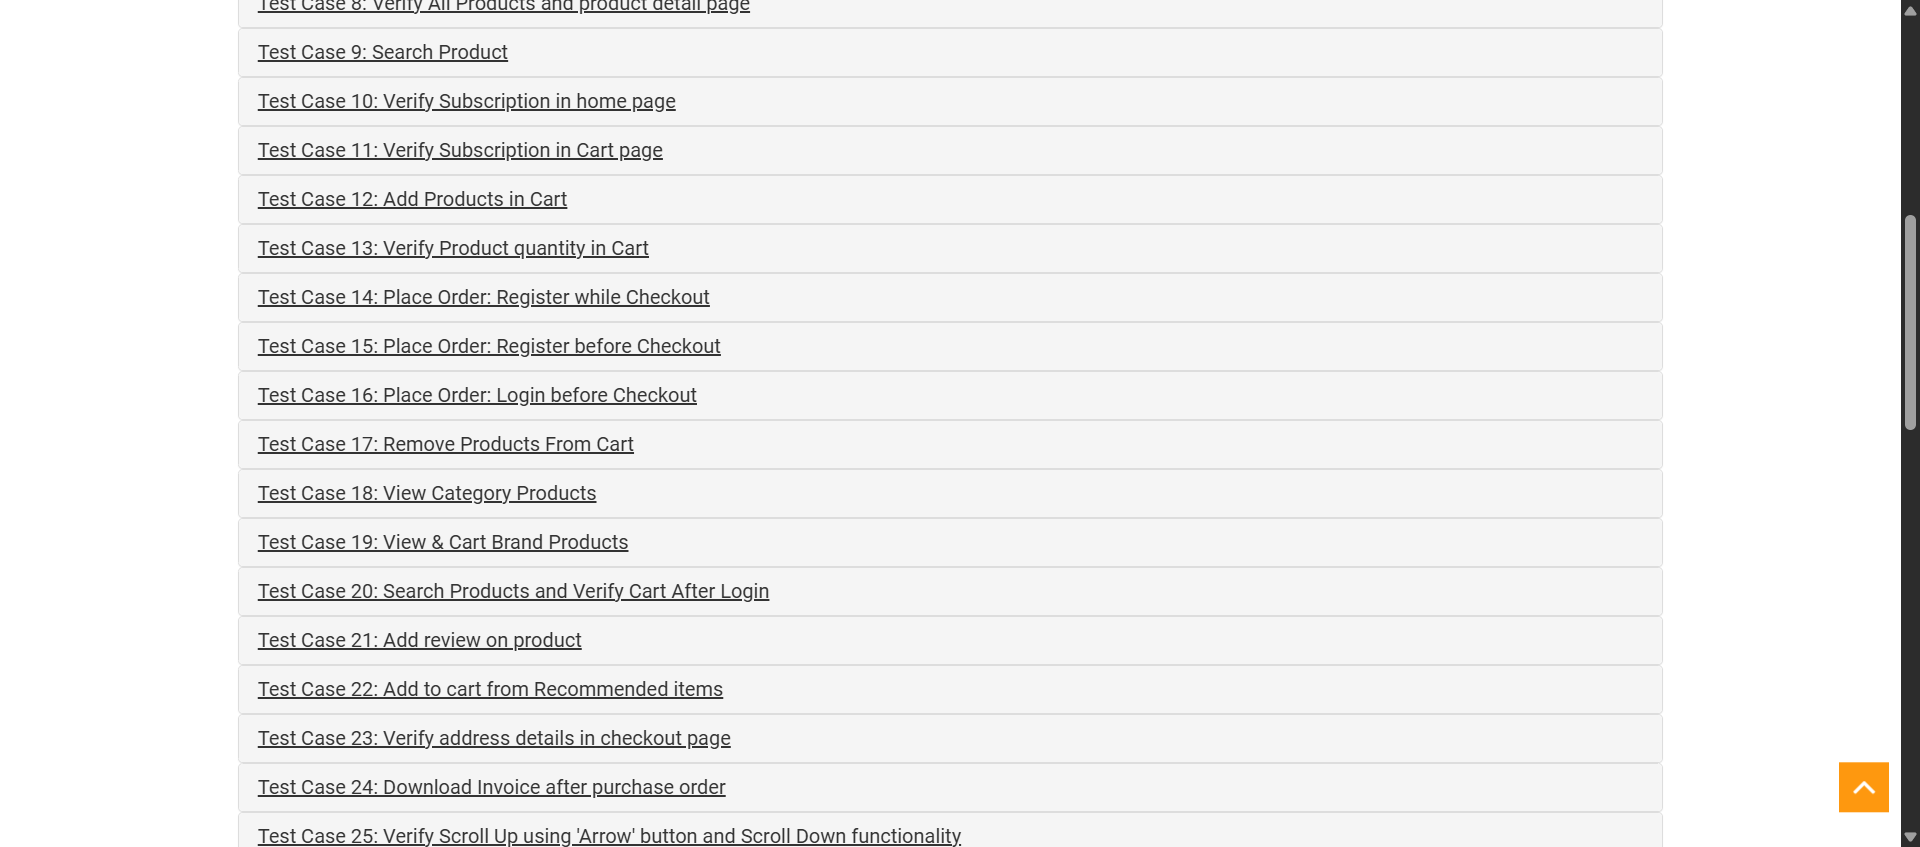 Test Case 8: Verify All Products and product detail page
Test Case 9: Search Product
Test Case 10: Verify Subscription in home page
Test Case 11: Verify Subscription in Cart page
Test Case 12: Add Products in Cart
Test Case 13: Verify Product quantity in Cart
Test Case 14: Place Order: Register while Checkout
Test Case 15: Place Order: Register before Checkout
Test Case 16: Place Order: Login before Checkout
Test Case 17: Remove Products From Cart
Test Case 18: View Category Products
Test Case 19: View & Cart Brand Products
Test Case 20: Search Products and Verify Cart After Login
Test Case 21: Add review on product
Test Case 22: Add to cart from Recommended items
Test Case 23: Verify address details in checkout page
Test Case 24: Download Invoice after purchase order
Test Case 25: Verify Scroll Up using 'Arrow' button and Scroll Down functionality